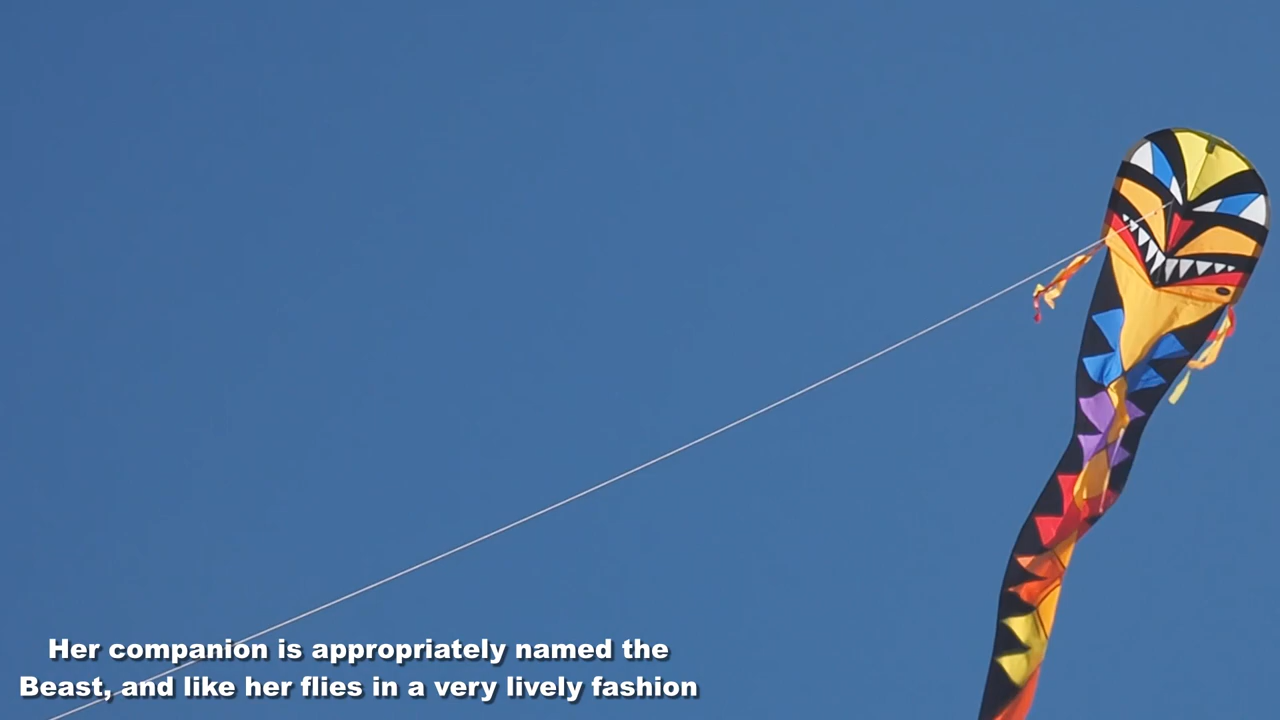 Her companion is appropriately named the
Beast, and like her flies in a very lively fashion